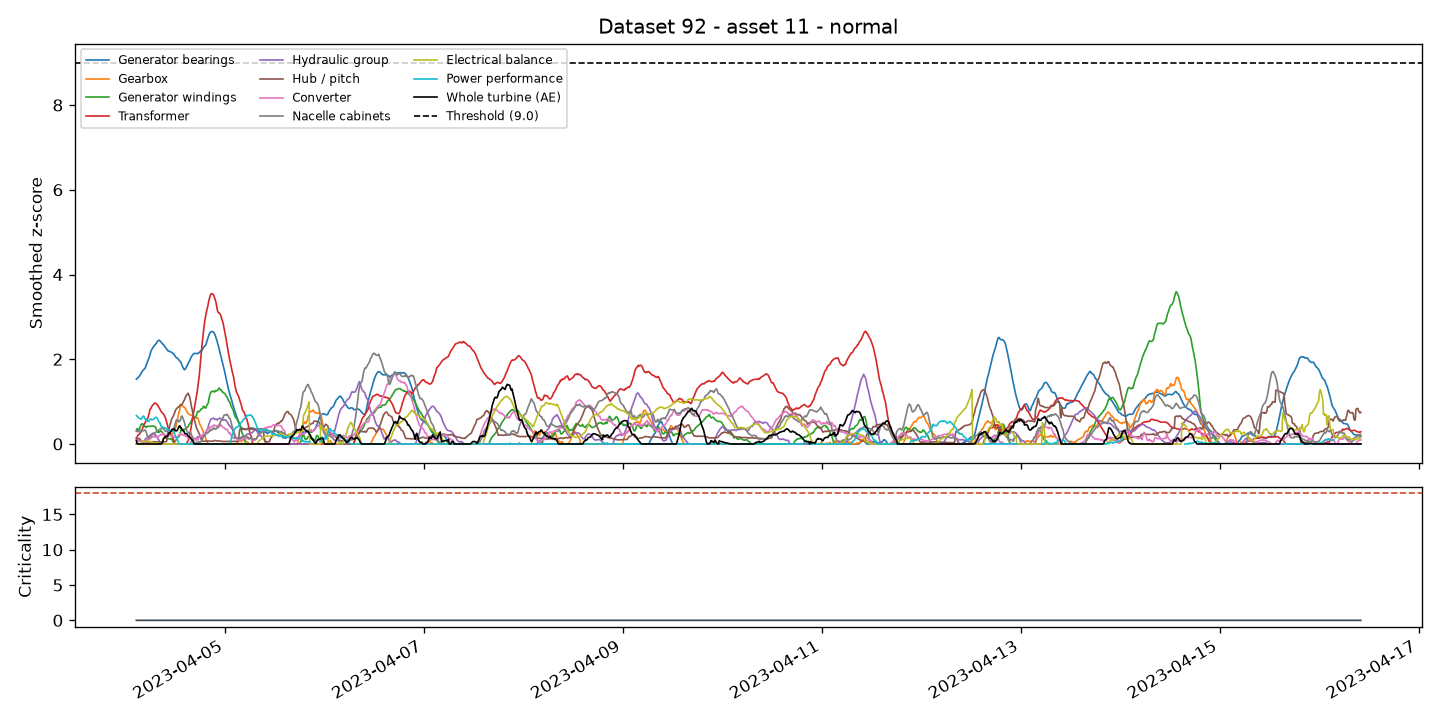 Dataset 92 - asset 11 - normal
Generator bearings
Gearbox
Generator windings
Transformer
Hydraulic group
Hub / pitch
Converter
Nacelle cabinets
Electrical balance
Power performance
Whole turbine (AE)
Threshold (9.0)
Smoothed z-score
8
6
4
2
0
Criticality
15
10
5
0
2023-04-05
2023-04-07
2023-04-09
2023-04-11
2023-04-13
2023-04-15
2023-04-17